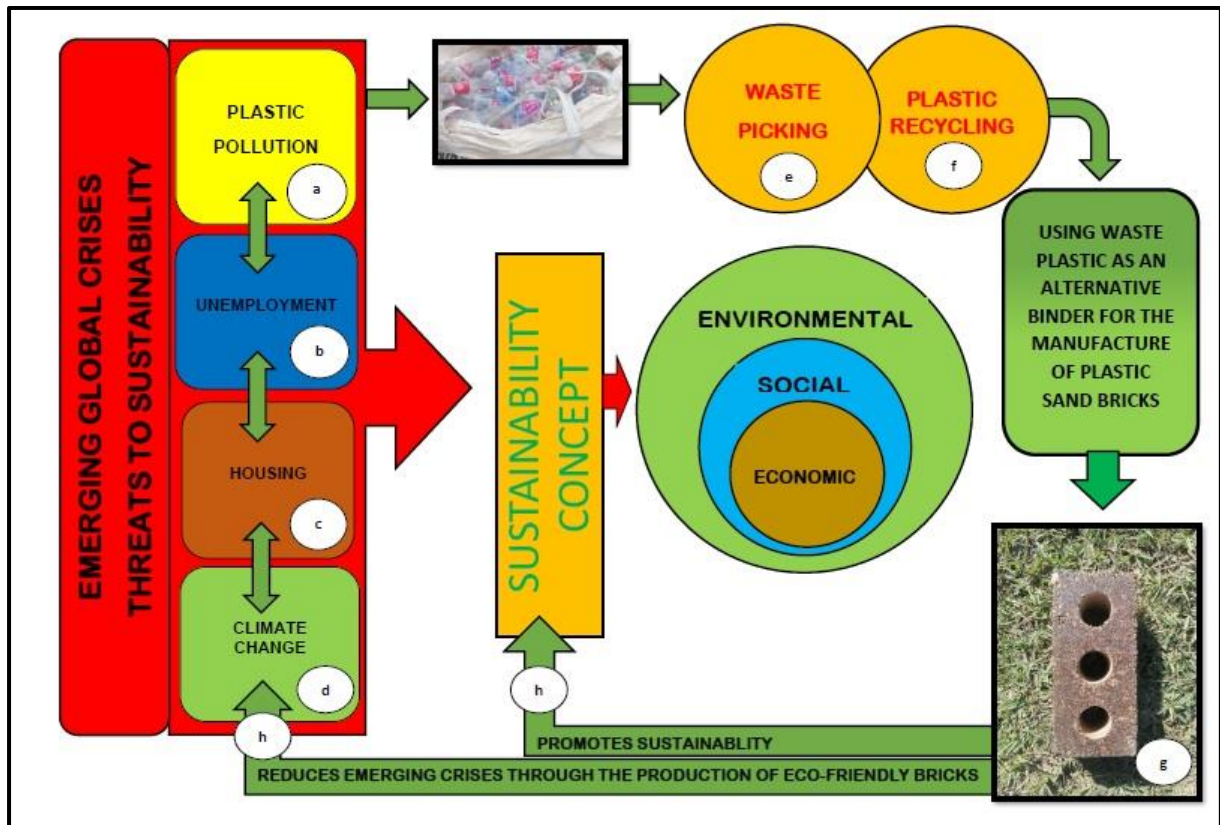 EMERGING GLOBAL CRISES
THREATS TO SUSTAINABILITY
PLASTIC
POLLUTION
a
UNEMPLOYMENT
b
HOUSING
c
CLIMATE
CHANGE
d
WASTE
PICKING
e
PLASTIC
RECYCLING
f
USING WASTE
PLASTIC AS AN
ALTERNATIVE
BINDER FOR THE
MANUFACTURE
OF PLASTIC
SAND BRICKS
SUSTAINABILITY
CONCEPT
ENVIRONMENTAL
SOCIAL
ECONOMIC
g
h
PROMOTES SUSTAINABLITY
h
REDUCES EMERGING CRISES THROUGH THE PRODUCTION OF ECO-FRIENDLY BRICKS